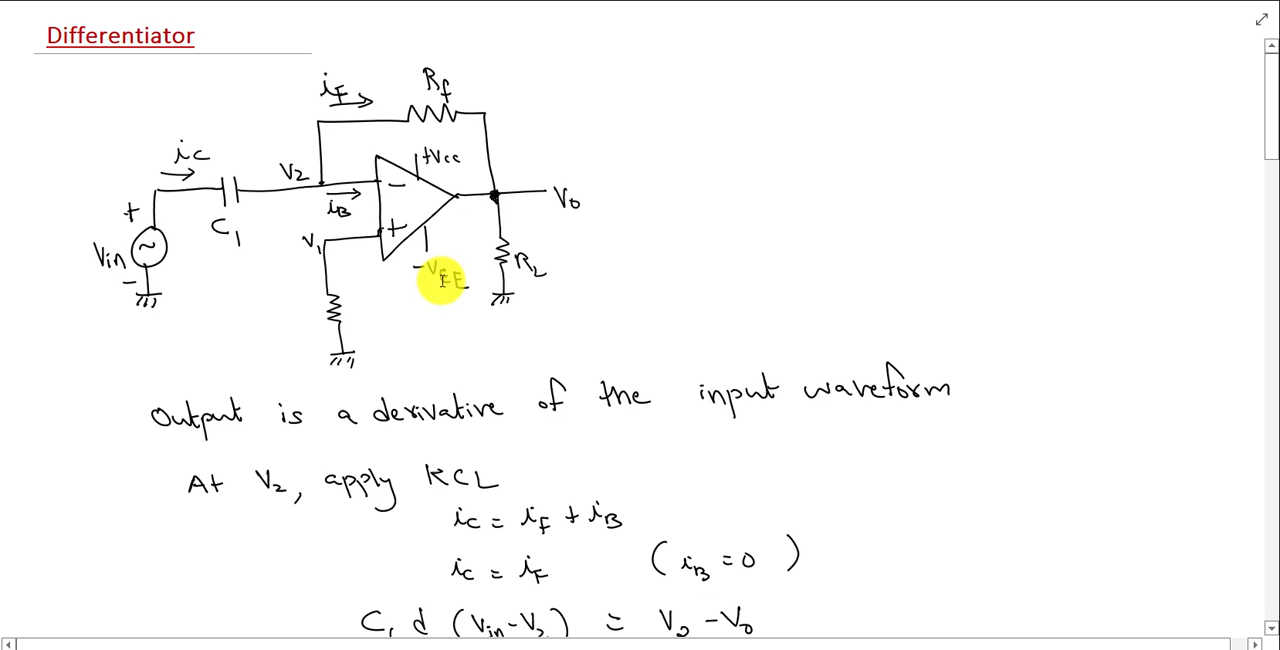 Differentiator
iF
Rf
ic
V2
+Vcc
iB
C1
+
Vin
-
V1
-
+
-VEE
Vo
RL
Output is a derivative of the input waveform
At V2, apply KCL
ic = iF + iB
ic = iF (iB = 0)
C1 d (Vin - V2) = V2 - Vo